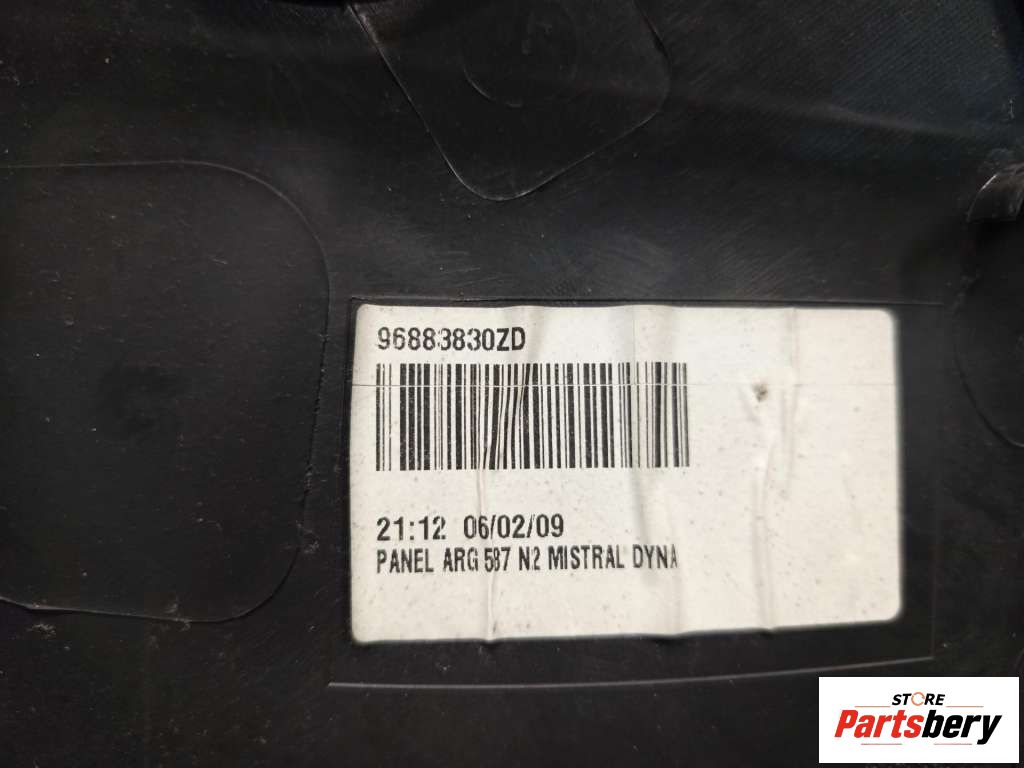 96883830ZD
21:12 06/02/09
PANEL ARG 587 N2 MISTRAL DYNA
STORE
Partsbery